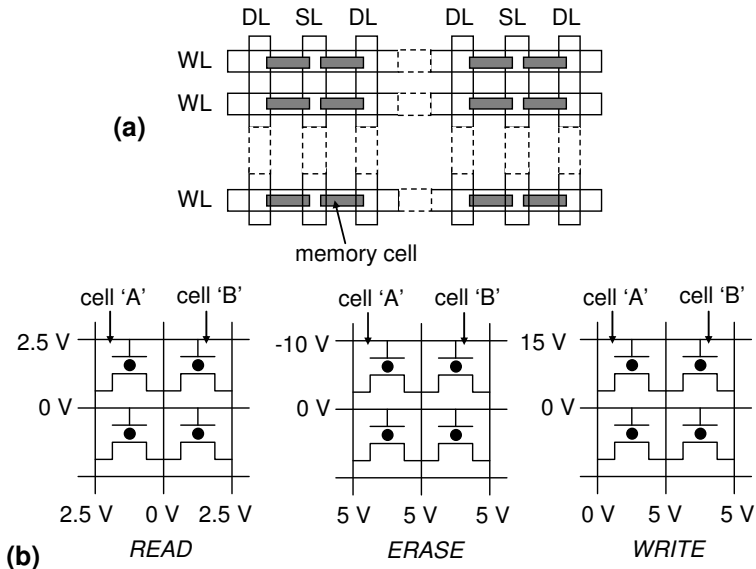 DL SL DL DL SL DL
WL
WL
(a)
WL
memory cell
cell ‘A’ cell ‘B’ cell ‘A’ cell ‘B’ cell ‘A’ cell ‘B’
2.5 V -10 V 15 V
0 V 0 V 0 V
2.5 V 0 V 2.5 V 5 V 5 V 5 V 0 V 5 V 5 V
(b) READ ERASE WRITE